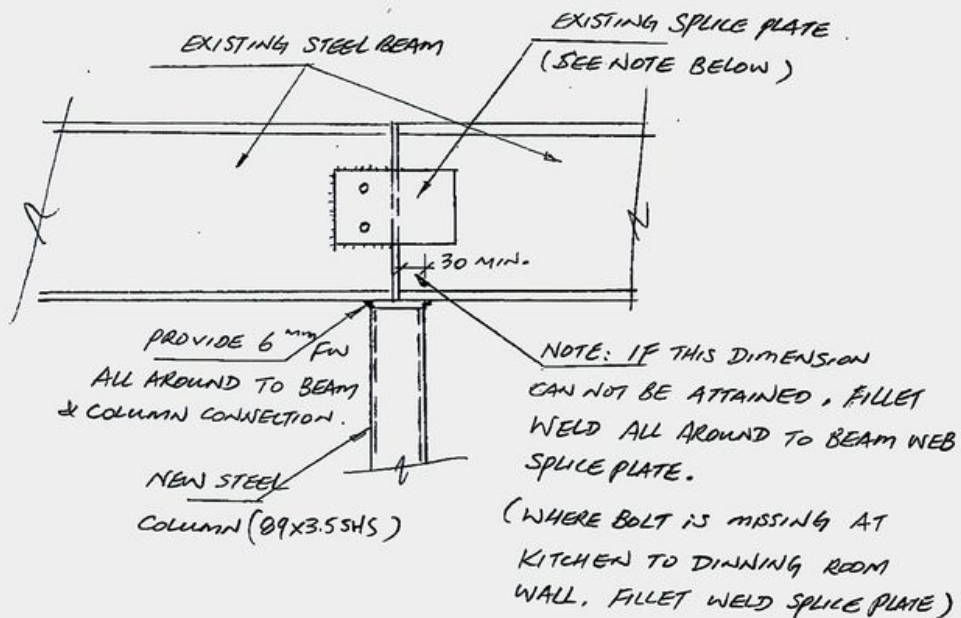 EXISTING STEEL BEAM
EXISTING SPLICE PLATE
(SEE NOTE BELOW)
30 MIN.
PROVIDE 6 mm FW
ALL AROUND TO BEAM
& COLUMN CONNECTION.
NEW STEEL
COLUMN (89x3.5 SHS)
NOTE: IF THIS DIMENSION
CAN NOT BE ATTAINED, FILLET
WELD ALL AROUND TO BEAM WEB
SPLICE PLATE.
(WHERE BOLT IS MISSING AT
KITCHEN TO DINNING ROOM
WALL. FILLET WELD SPLICE PLATE)